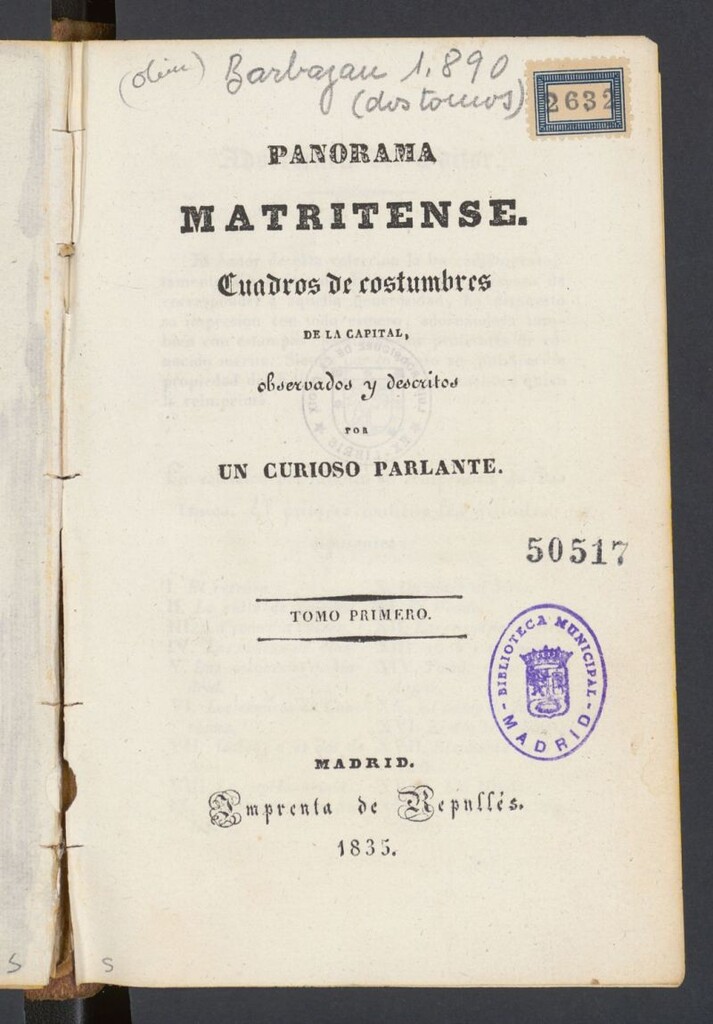 Barbazan 1.890
(dos tomos)
2632
PANORAMA
MATRITENSE.
Cuadros de costumbres
DE LA CAPITAL,
observados y descritos
POR
UN CURIOSO PARLANTE.
50517
TOMO PRIMERO.
BIBLIOTECA MUNICIPAL
- MADRID -
MADRID.
Imprenta de Repullés.
1835.
S
S